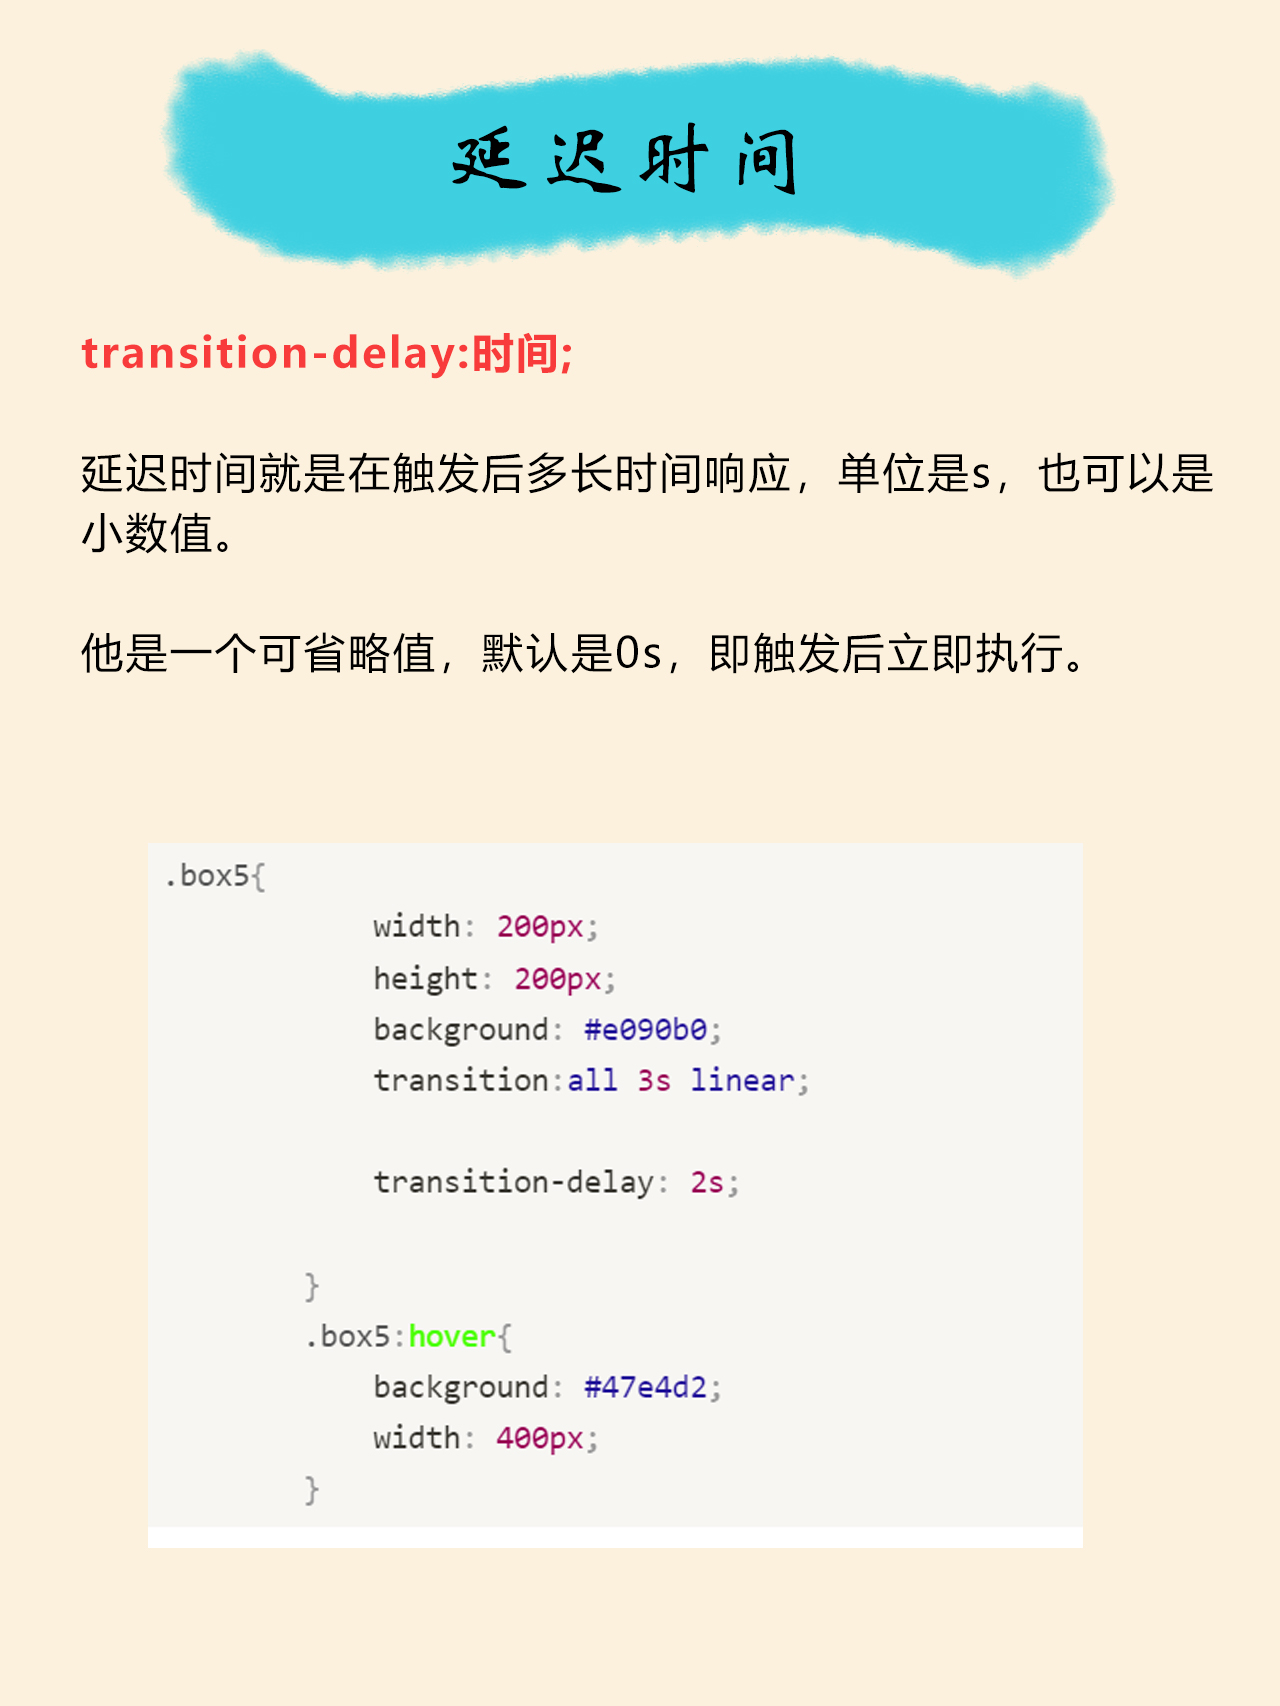 延迟时间
transition-delay:时间;
延迟时间就是在触发后多长时间响应，单位是s，也可以是
小数值。
他是一个可省略值，默认是0s，即触发后立即执行。
.box5{
width: 200px;
height: 200px;
background: #e090b0;
transition:all 3s linear;
transition-delay: 2s;
}
.box5:hover{
background: #47e4d2;
width: 400px;
}